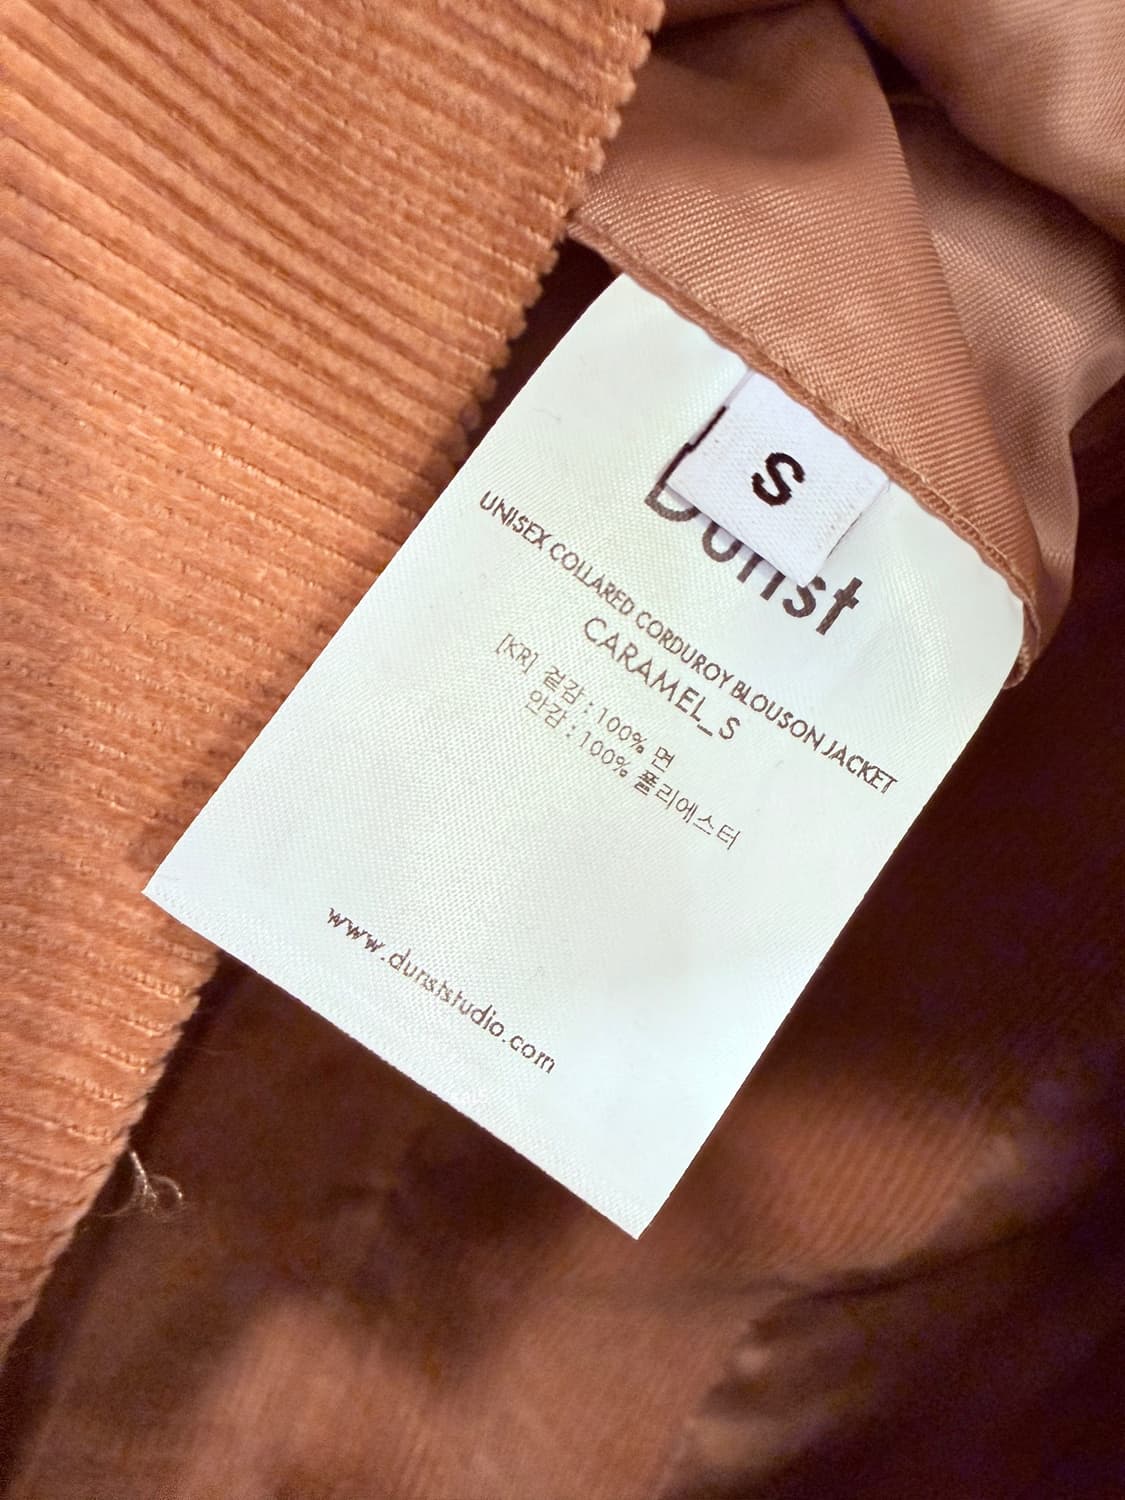 S
Dunst
UNISEX COLLARED CORDUROY BLOUSON JACKET
CARAMEL_S
[KR] 겉감 : 100% 면
안감 : 100% 폴리에스터
www.dunststudio.com